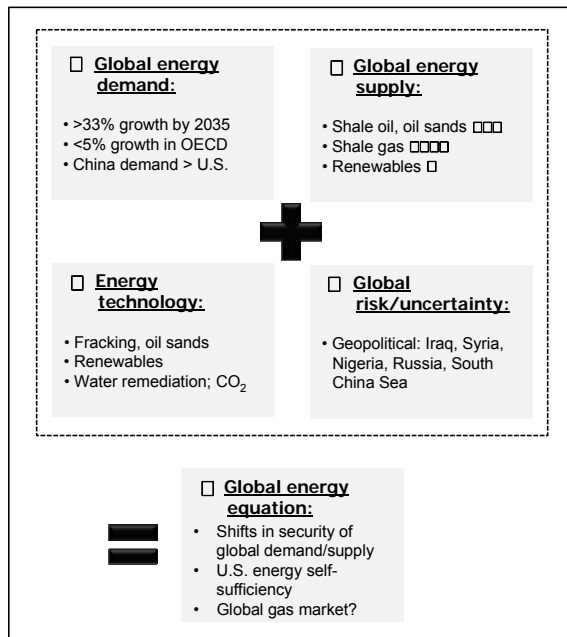 □ Global energy
demand:
• >33% growth by 2035
• <5% growth in OECD
• China demand > U.S.
□ Global energy
supply:
• Shale oil, oil sands □□□
• Shale gas □□□□
• Renewables □
□ Energy
technology:
• Fracking, oil sands
• Renewables
• Water remediation; CO₂
□ Global
risk/uncertainty:
• Geopolitical: Iraq, Syria,
Nigeria, Russia, South
China Sea
□ Global energy
equation:
• Shifts in security of
global demand/supply
• U.S. energy self-
sufficiency
• Global gas market?